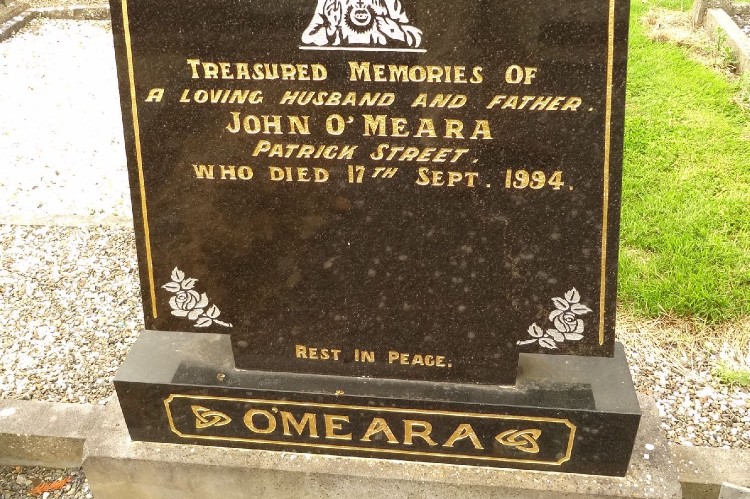 TREASURED MEMORIES OF
A LOVING HUSBAND AND FATHER.
JOHN O'MEARA
PATRICK STREET.
WHO DIED 17TH SEPT. 1994.
REST IN PEACE.
O'MEARA